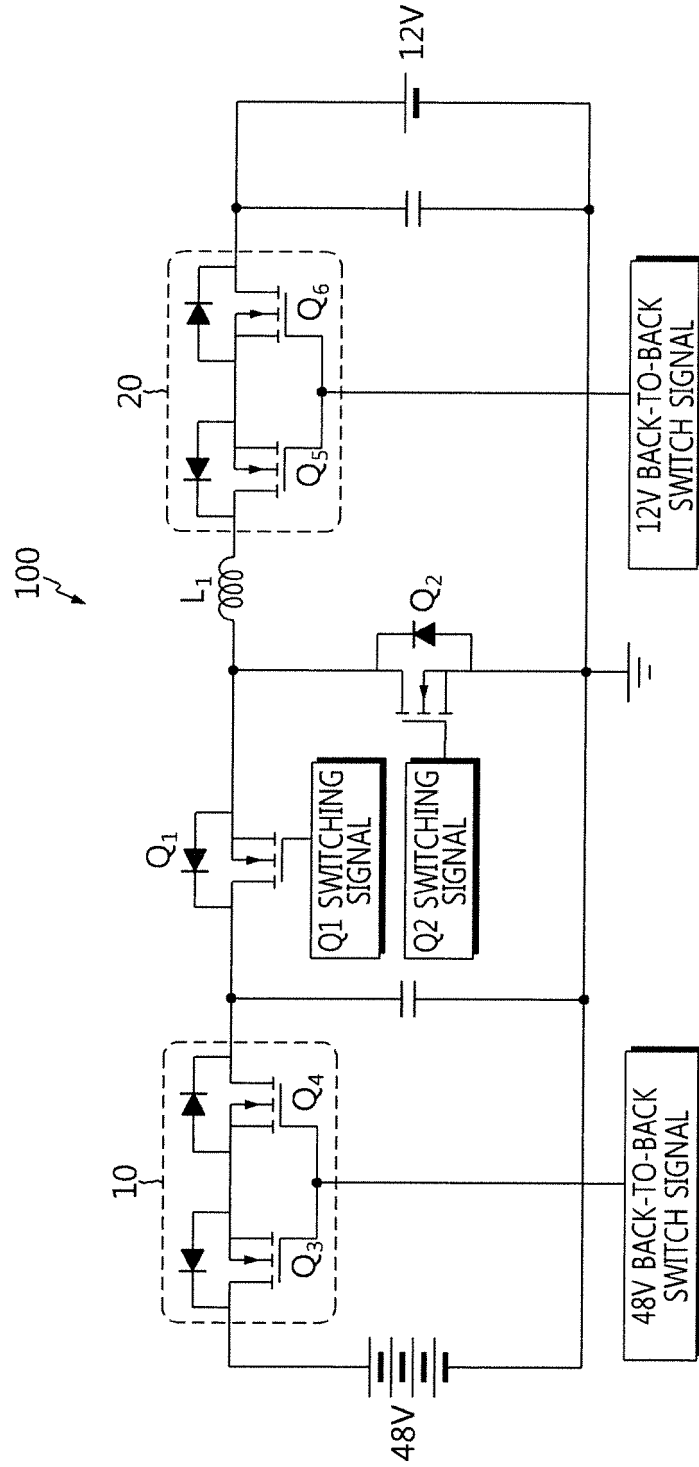 100
10
Q1
L1
20
Q3
Q4
Q5
Q6
48V
Q1 SWITCHING
SIGNAL
Q2 SWITCHING
SIGNAL
Q2
12V
48V BACK-TO-BACK
SWITCH SIGNAL
12V BACK-TO-BACK
SWITCH SIGNAL